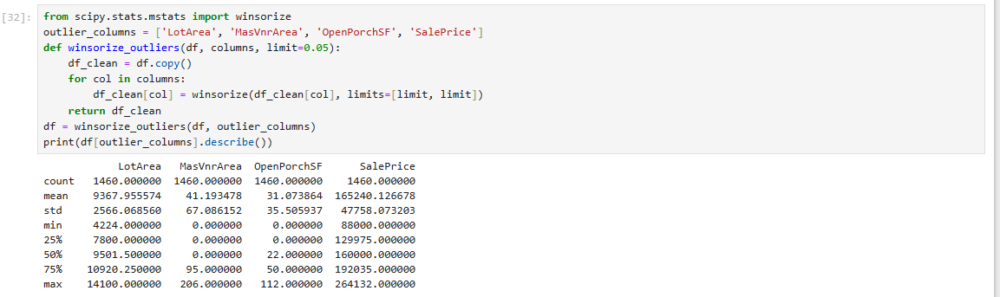 [32]:
from scipy.stats.mstats import winsorize
outlier_columns = ['LotArea', 'MasVnrArea', 'OpenPorchSF', 'SalePrice']
def winsorize_outliers(df, columns, limit=0.05):
    df_clean = df.copy()
    for col in columns:
        df_clean[col] = winsorize(df_clean[col], limits=[limit, limit])
    return df_clean
df = winsorize_outliers(df, outlier_columns)
print(df[outlier_columns].describe())
            LotArea   MasVnrArea  OpenPorchSF      SalePrice
count   1460.000000  1460.000000  1460.000000    1460.000000
mean    9367.955574    41.193478    31.073864  165240.126678
std     2566.068560    67.086152    35.505937   47758.073203
min     4224.000000     0.000000     0.000000   88000.000000
25%     7800.000000     0.000000     0.000000  129975.000000
50%     9501.500000     0.000000    22.000000  160000.000000
75%    10920.250000    95.000000    50.000000  192035.000000
max    14100.000000   206.000000   112.000000  264132.000000